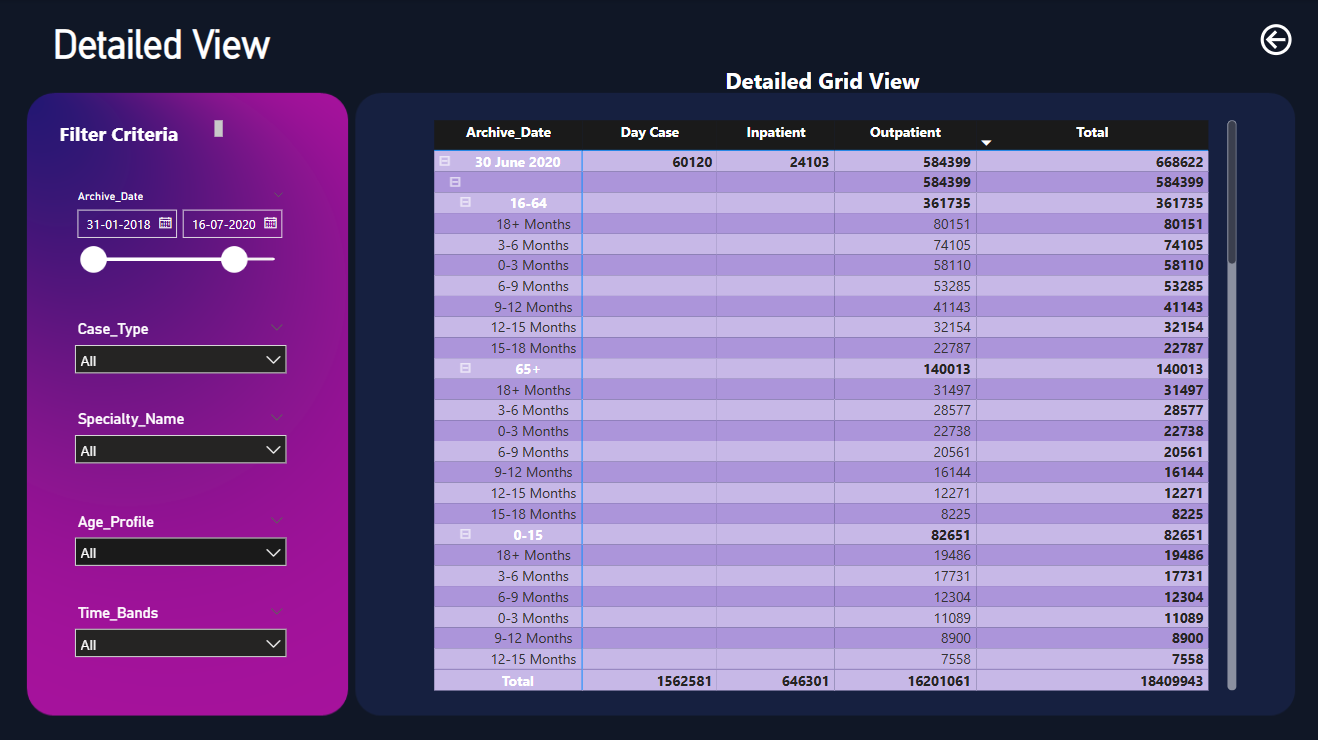 Detailed View
Detailed Grid View
Filter Criteria
Archive_Date
31-01-2018 16-07-2020
Case_Type
All
Specialty_Name
All
Age_Profile
All
Time_Bands
All
Archive_Date Day Case Inpatient Outpatient Total
30 June 2020 60120 24103 584399 668622
584399 584399
16-64 361735 361735
18+ Months 80151 80151
3-6 Months 74105 74105
0-3 Months 58110 58110
6-9 Months 53285 53285
9-12 Months 41143 41143
12-15 Months 32154 32154
15-18 Months 22787 22787
65+ 140013 140013
18+ Months 31497 31497
3-6 Months 28577 28577
0-3 Months 22738 22738
6-9 Months 20561 20561
9-12 Months 16144 16144
12-15 Months 12271 12271
15-18 Months 8225 8225
0-15 82651 82651
18+ Months 19486 19486
3-6 Months 17731 17731
6-9 Months 12304 12304
0-3 Months 11089 11089
9-12 Months 8900 8900
12-15 Months 7558 7558
Total 1562581 646301 16201061 18409943